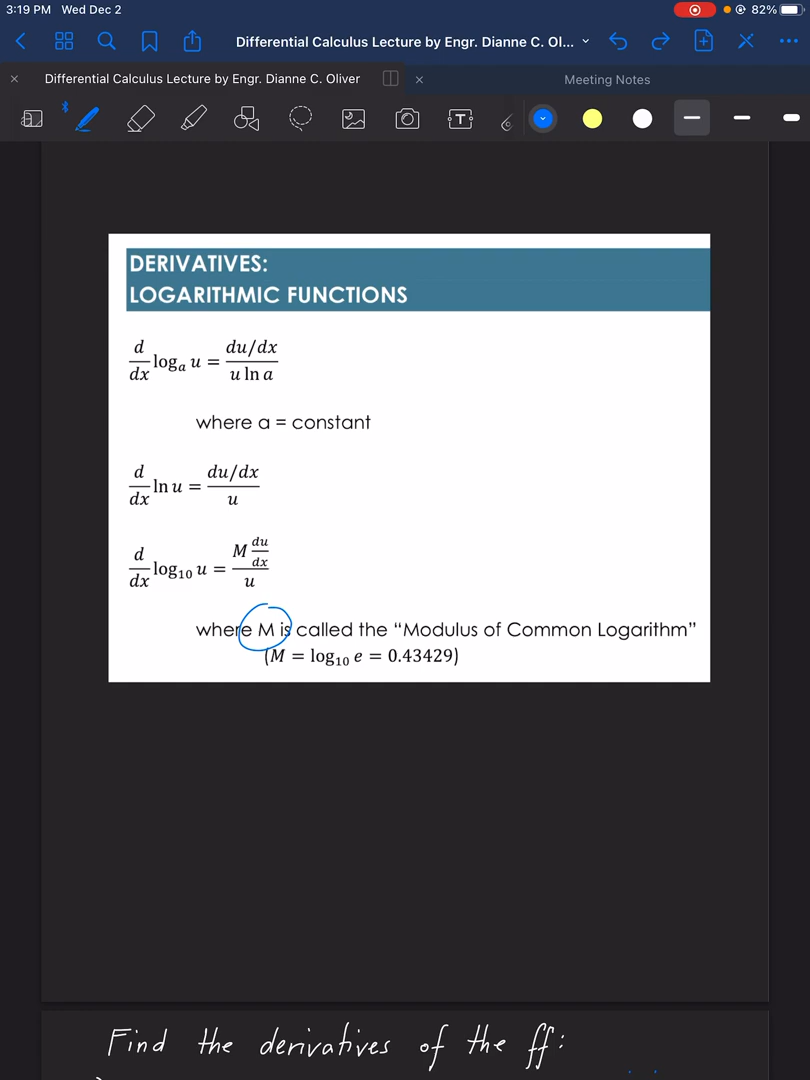 3:19 PM Wed Dec 2 82%
Differential Calculus Lecture by Engr. Dianne C. Ol...
Differential Calculus Lecture by Engr. Dianne C. Oliver
Meeting Notes
T
DERIVATIVES:
LOGARITHMIC FUNCTIONS
d/dx log_a u = (du/dx)/(u ln a)
where a = constant
d/dx ln u = (du/dx)/u
d/dx log_10 u = (M du/dx)/u
where M is called the “Modulus of Common Logarithm”
(M = log_10 e = 0.43429)
Find the derivatives of the ff: